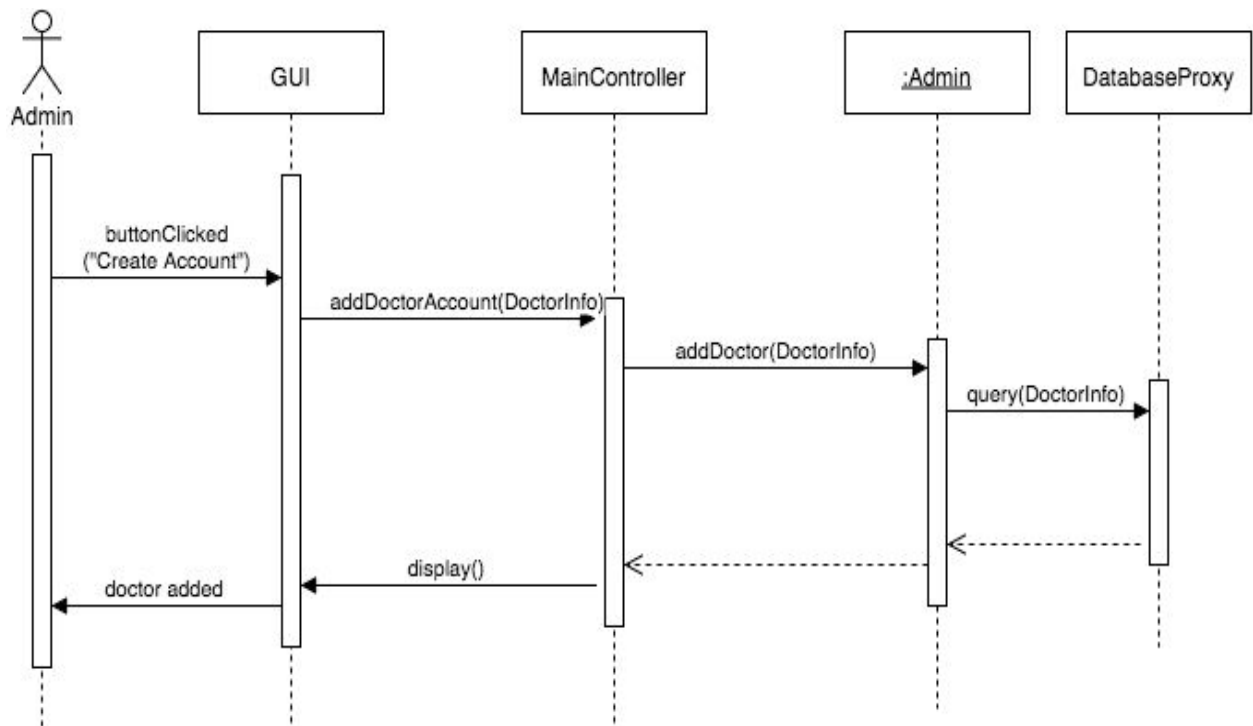 Admin
GUI
MainController
:Admin
DatabaseProxy
buttonClicked
("Create Account")
addDoctorAccount(DoctorInfo)
addDoctor(DoctorInfo)
query(DoctorInfo)
display()
doctor added